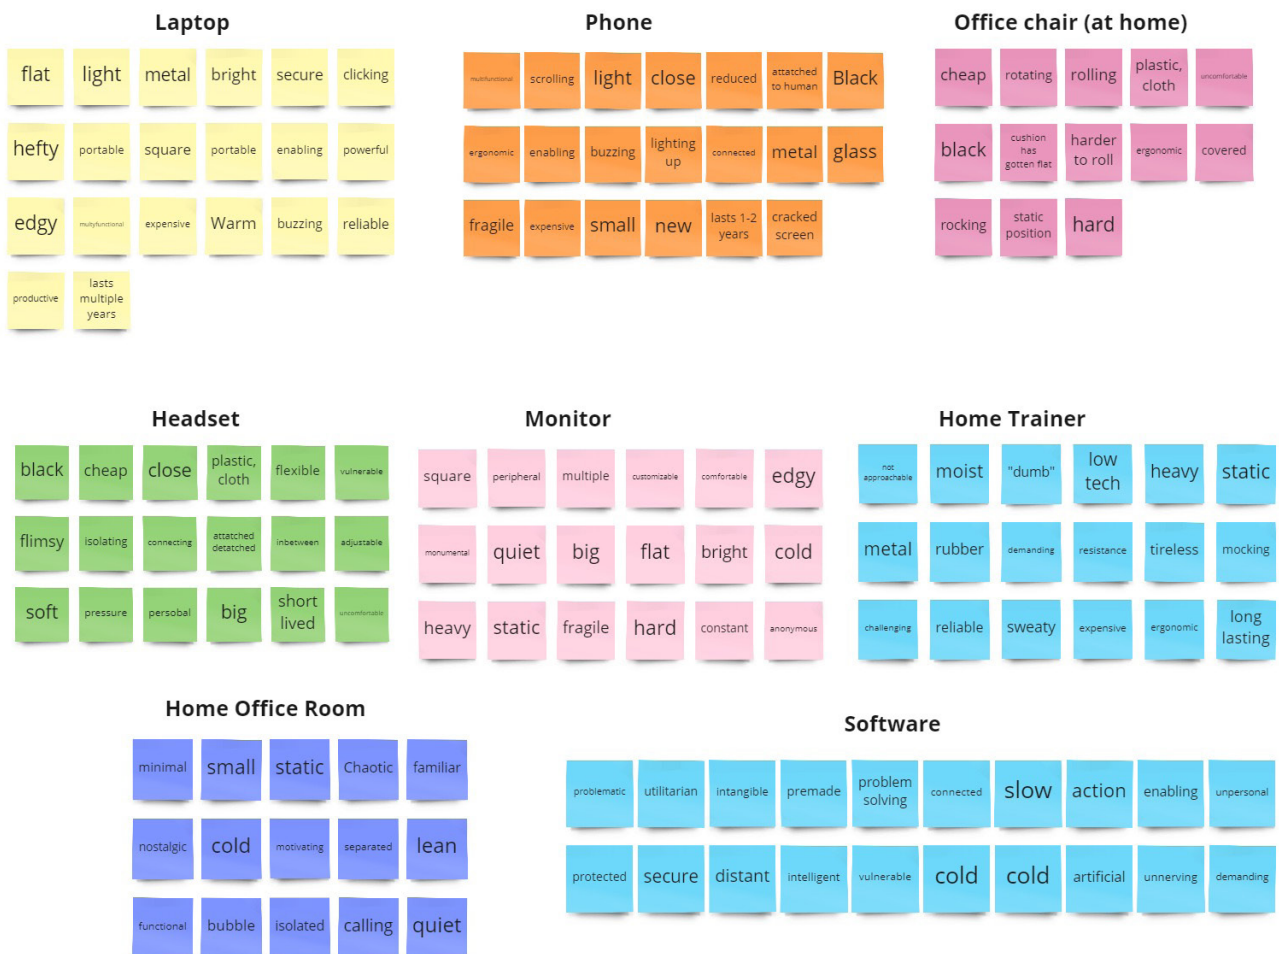 Laptop
flat
light
metal
bright
secure
clicking
hefty
portable
square
portable
enabling
powerful
edgy
multyfunctional
expensive
Warm
buzzing
reliable
productive
lasts
multiple
years
Phone
multifunctional
scrolling
light
close
reduced
attatched
to human
Black
ergonomic
enabling
buzzing
lighting
up
connected
metal
glass
fragile
expensive
small
new
lasts 1-2
years
cracked
screen
Office chair (at home)
cheap
rotating
rolling
plastic,
cloth
uncomfortable
black
cushion
has
gotten flat
harder
to roll
ergonomic
covered
rocking
static
position
hard
Headset
black
cheap
close
plastic,
cloth
flexible
vulnerable
flimsy
isolating
connecting
attatched
detatched
inbetween
adjustable
soft
pressure
persobal
big
short
lived
uncomfortable
Monitor
square
peripheral
multiple
customizable
comfortable
edgy
monumental
quiet
big
flat
bright
cold
heavy
static
fragile
hard
constant
anonymous
Home Trainer
not
approachable
moist
"dumb"
low
tech
heavy
static
metal
rubber
demanding
resistance
tireless
mocking
challenging
reliable
sweaty
expensive
ergonomic
long
lasting
Home Office Room
minimal
small
static
Chaotic
familiar
nostalgic
cold
motivating
separated
lean
functional
bubble
isolated
calling
quiet
Software
problematic
utilitarian
intangible
premade
problem
solving
connected
slow
action
enabling
unpersonal
protected
secure
distant
intelligent
vulnerable
cold
cold
artificial
unnerving
demanding